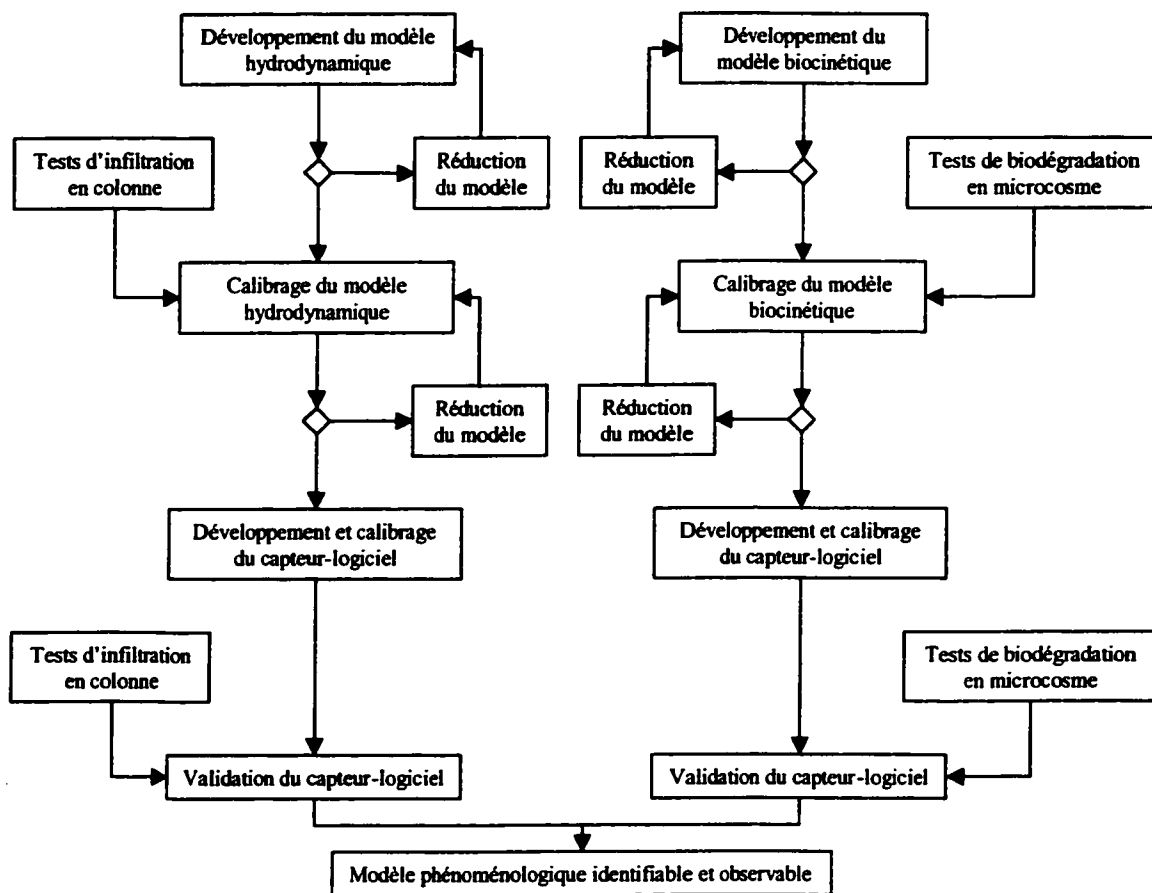 Développement du modèle
hydrodynamique
Développement du
modèle biocinétique
Tests d'infiltration
en colonne
Réduction
du modèle
Réduction
du modèle
Tests de biodégradation
en microcosme
Calibrage du modèle
hydrodynamique
Calibrage du modèle
biocinétique
Réduction
du modèle
Réduction
du modèle
Développement et calibrage
du capteur-logiciel
Développement et calibrage
du capteur-logiciel
Tests d'infiltration
en colonne
Tests de biodégradation
en microcosme
Validation du capteur-logiciel
Validation du capteur-logiciel
Modèle phénoménologique identifiable et observable